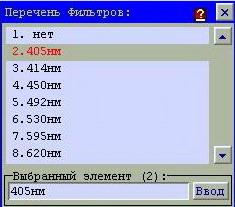 Перечень Фильтров: ? ×
1. нет
2.405нм
3.414нм
4.450нм
5.492нм
6.530нм
7.595нм
8.620нм
Выбранный элемент (2):
405нм Ввод